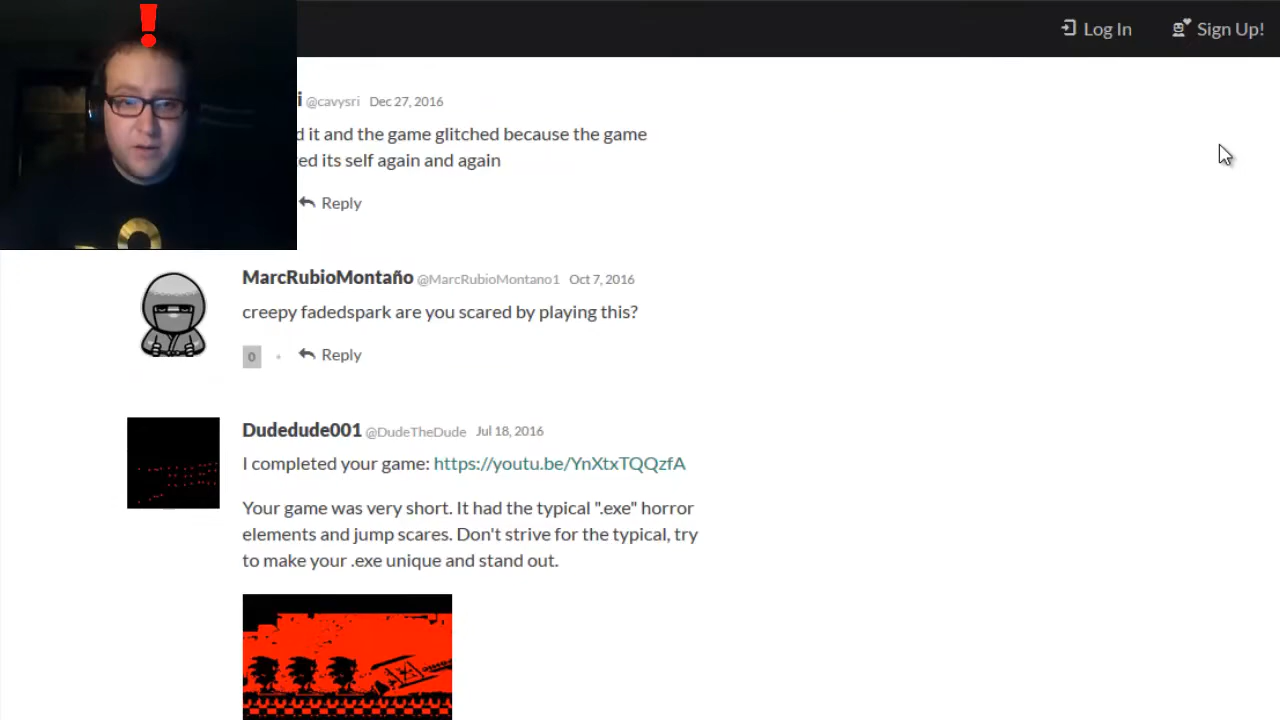 !
Log In
Sign Up!
i @cavysri Dec 27, 2016
d it and the game glitched because the game
ed its self again and again
Reply
MarcRubioMontaño @MarcRubioMontano1 Oct 7, 2016
creepy fadedspark are you scared by playing this?
0 • Reply
Dudedude001 @DudeTheDude Jul 18, 2016
I completed your game: https://youtu.be/YnXtxTQQzfA
Your game was very short. It had the typical ".exe" horror
elements and jump scares. Don't strive for the typical, try
to make your .exe unique and stand out.